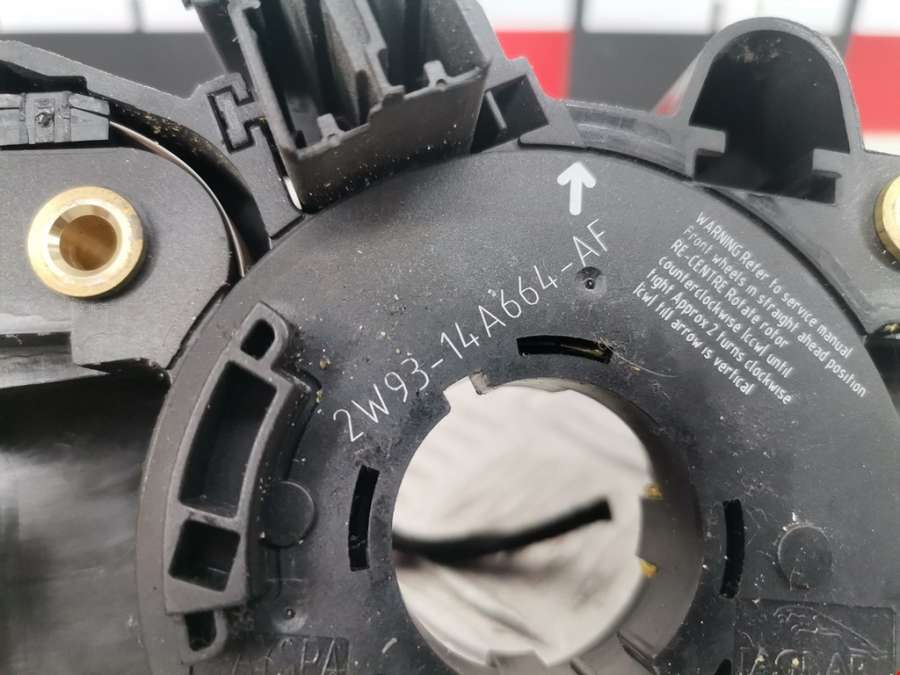 2W93-14A664-AF
WARNING Refer to service manual
Front wheels in straight ahead position
RE-CENTRE Rotate rotor
counterclockwise (ccw) until
tight Approx 2 turns clockwise
(cw) till arrow is vertical
JAGUAR